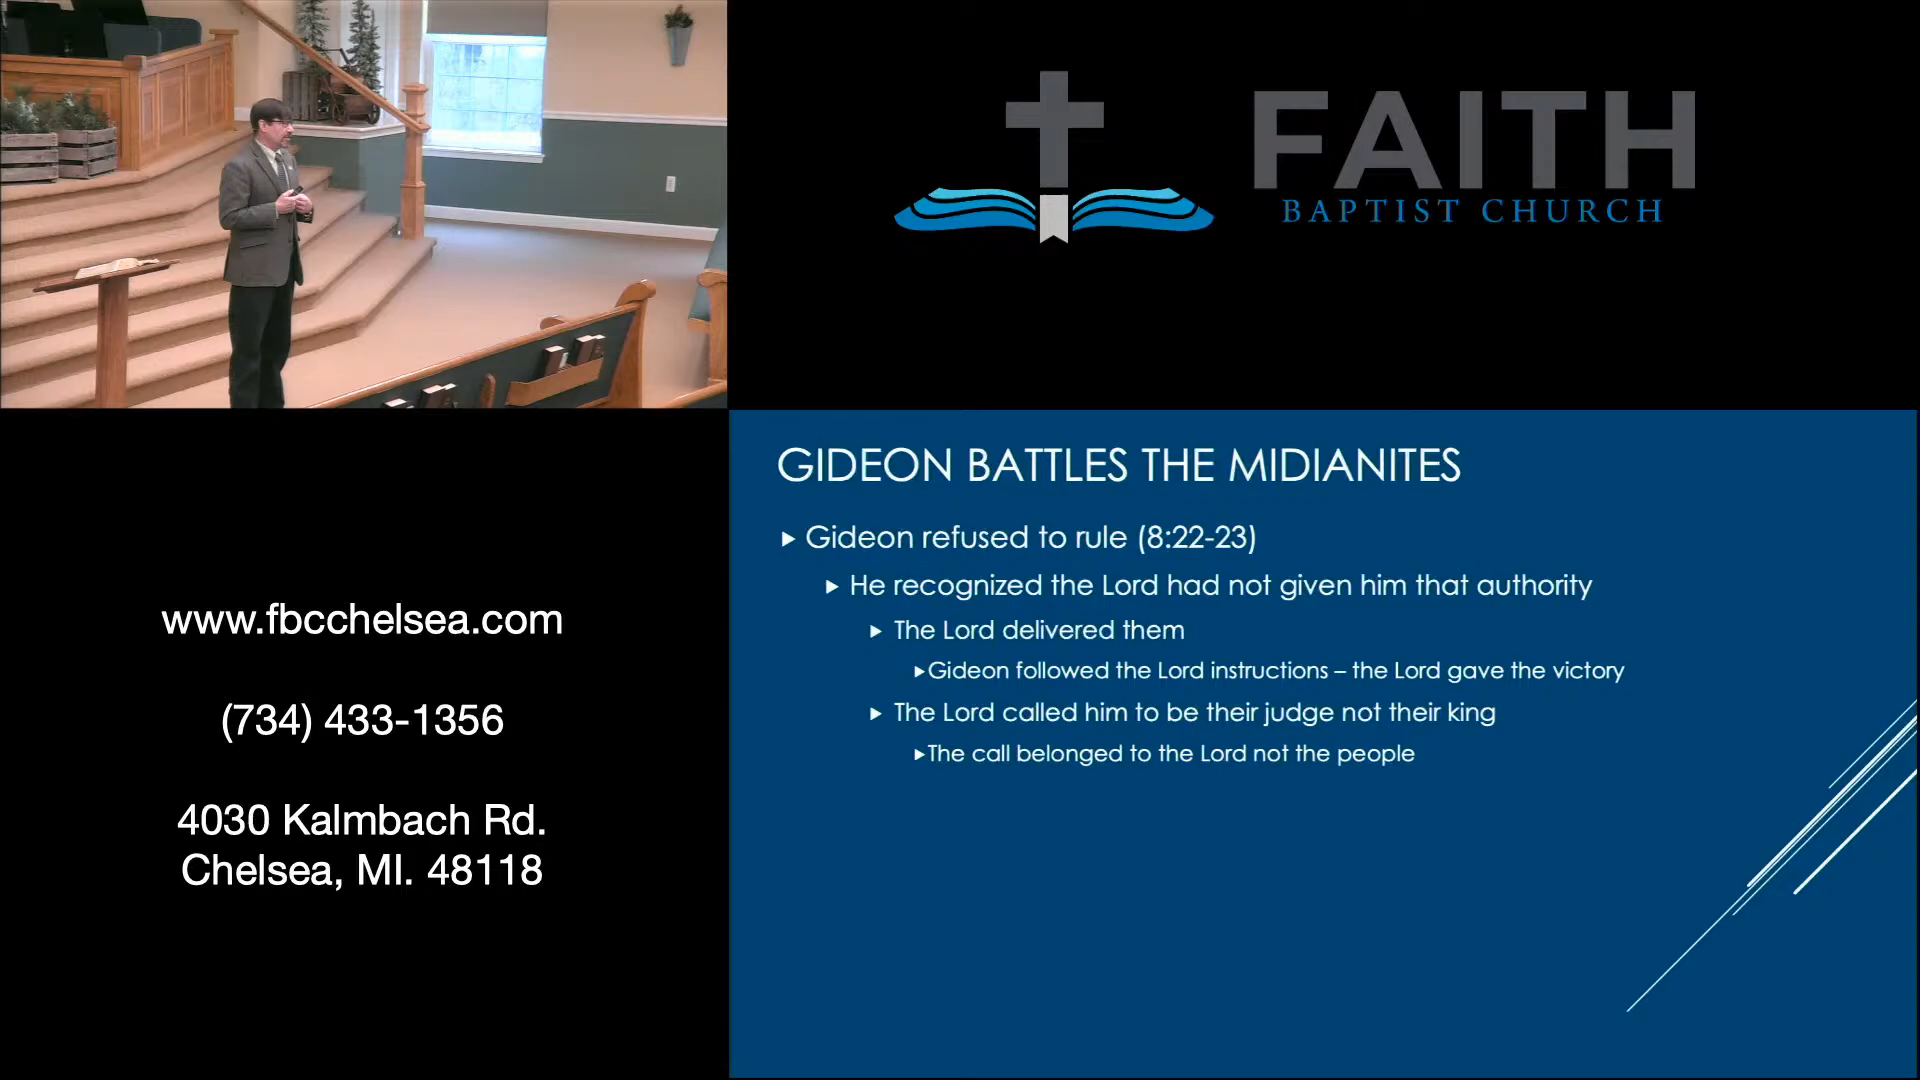 FAITH
BAPTIST CHURCH
GIDEON BATTLES THE MIDIANITES
Gideon refused to rule (8:22-23)
He recognized the Lord had not given him that authority
The Lord delivered them
Gideon followed the Lord instructions – the Lord gave the victory
The Lord called him to be their judge not their king
The call belonged to the Lord not the people
www.fbcchelsea.com
(734) 433-1356
4030 Kalmbach Rd.
Chelsea, MI. 48118